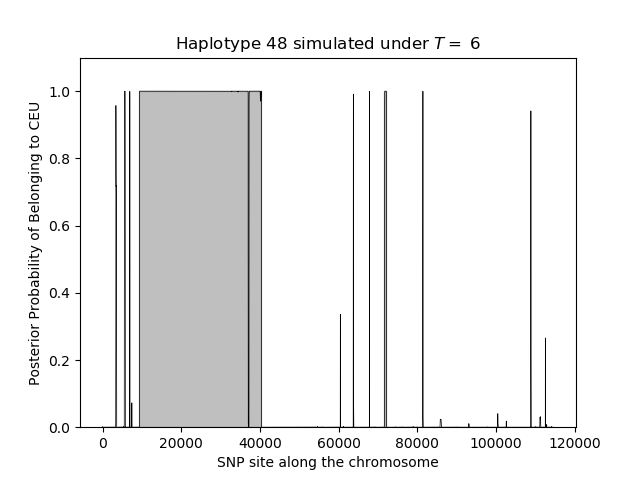 Haplotype 48 simulated under T = 6
Posterior Probability of Belonging to CEU
1.0
0.8
0.6
0.4
0.2
0.0
0 20000 40000 60000 80000 100000 120000
SNP site along the chromosome